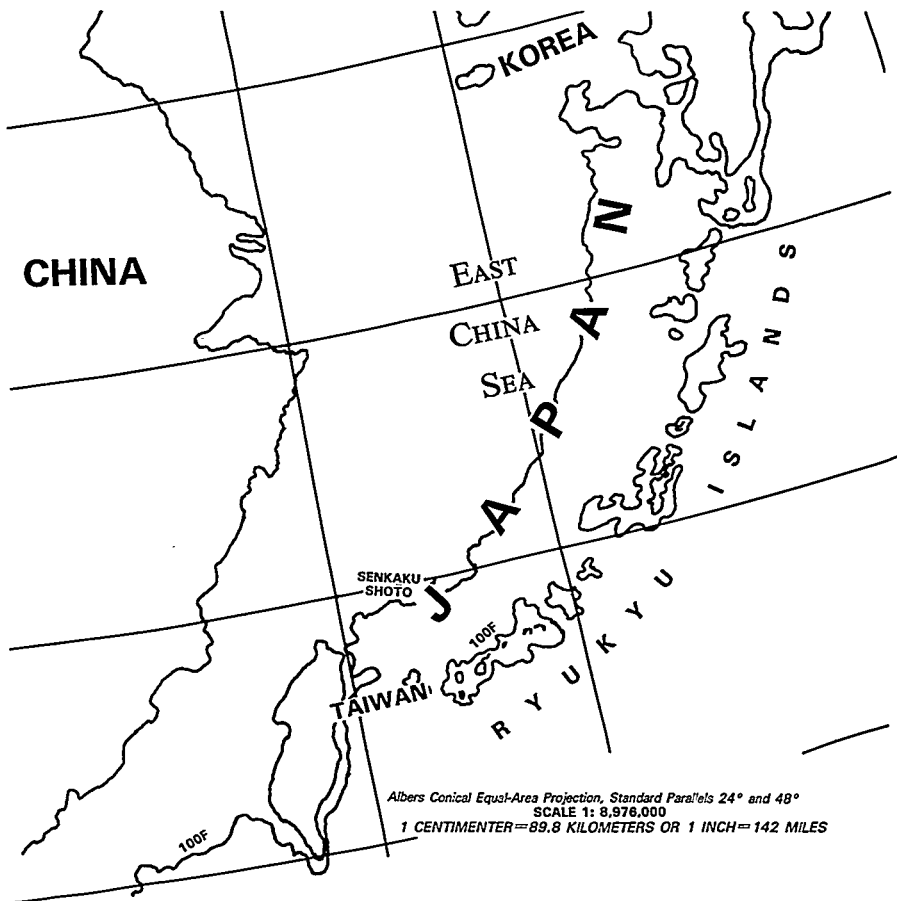 KOREA
CHINA
EAST
CHINA
SEA
JAPAN
RYUKYU ISLANDS
SENKAKU
SHOTO
100F
TAIWAN
100F
Albers Conical Equal-Area Projection, Standard Parallels 24° and 48°
SCALE 1: 8,976,000
1 CENTIMENTER=89.8 KILOMETERS OR 1 INCH=142 MILES